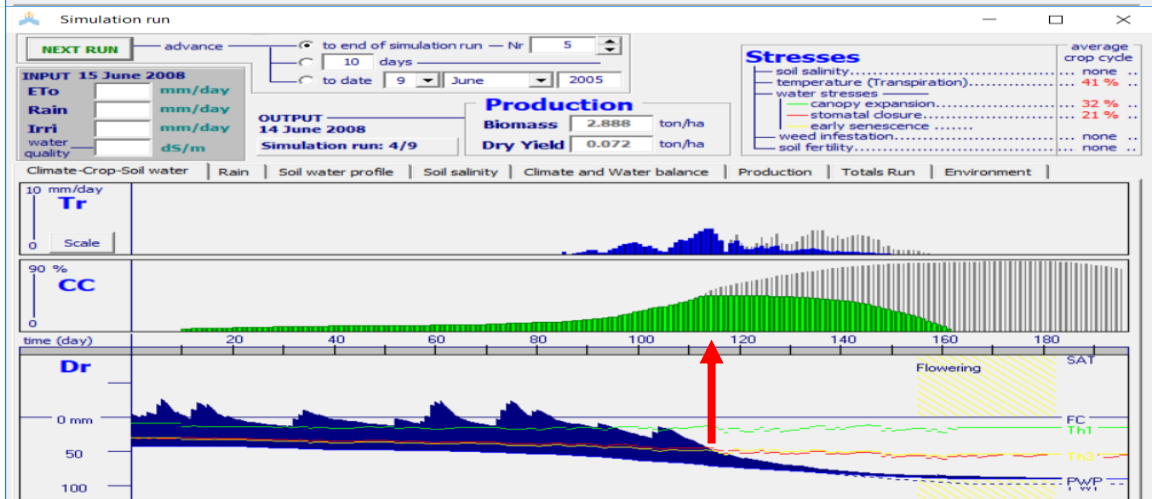 Simulation run
NEXT RUN
advance
to end of simulation run — Nr 5
10 days
to date 9 June 2005
INPUT 15 June 2008
ETo mm/day
Rain mm/day
Irri mm/day
water quality dS/m
OUTPUT
14 June 2008
Simulation run: 4/9
Production
Biomass 2.888 ton/ha
Dry Yield 0.072 ton/ha
Stresses
average
crop cycle
soil salinity........ none ..
temperature (Transpiration)........ 41 % ..
water stresses
canopy expansion........ 32 % ..
stomatal closure........ 21 % ..
early senescence ......
weed infestation........ none ..
soil fertility........ none ..
Climate-Crop-Soil water | Rain | Soil water profile | Soil salinity | Climate and Water balance | Production | Totals Run | Environment
10 mm/day
Tr
0 Scale
90 %
CC
0
time (day) 20 40 60 80 100 120 140 160 180
Dr
Flowering
SAT
0 mm
FC
Th1
50
Th3
100
PWP